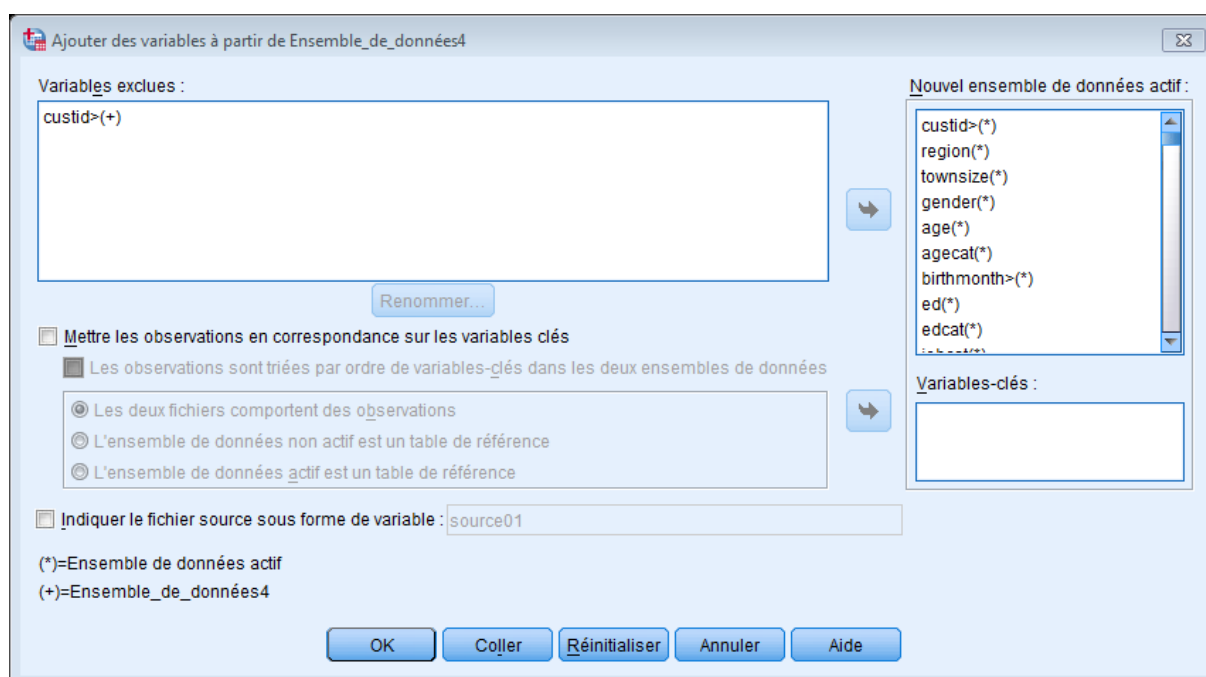 Ajouter des variables à partir de Ensemble_de_données4
Variables exclues :
custid>(+)
Renommer...
Mettre les observations en correspondance sur les variables clés
Les observations sont triées par ordre de variables-clés dans les deux ensembles de données
Les deux fichiers comportent des observations
L'ensemble de données non actif est un table de référence
L'ensemble de données actif est un table de référence
Indiquer le fichier source sous forme de variable : source01
(*)=Ensemble de données actif
(+)=Ensemble_de_données4
Nouvel ensemble de données actif :
custid>(*)
region(*)
townsize(*)
gender(*)
age(*)
agecat(*)
birthmonth>(*)
ed(*)
edcat(*)
Variables-clés :
OK Coller Réinitialiser Annuler Aide